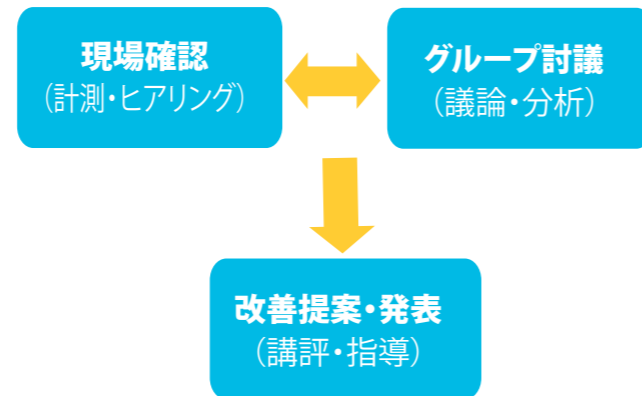 現場確認
（計測・ヒアリング）
グループ討議
（議論・分析）
改善提案・発表
（講評・指導）